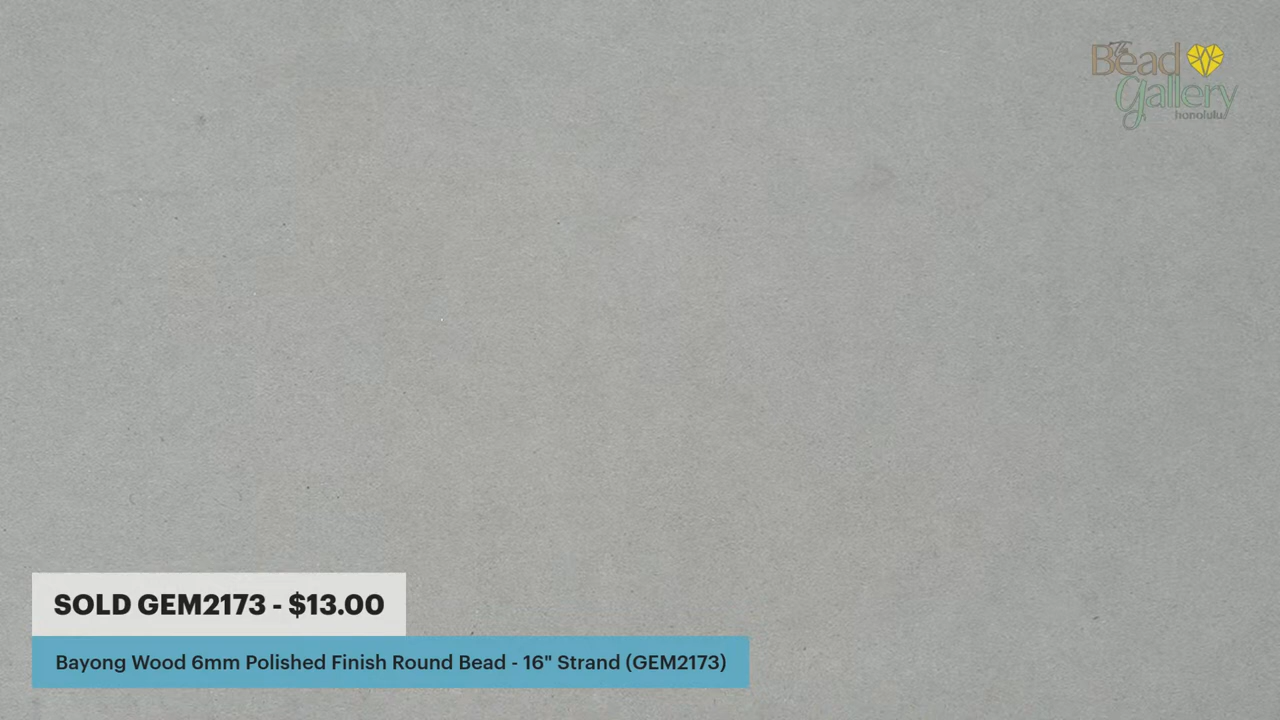 The
Bead
Gallery
honolulu
SOLD GEM2173 - $13.00
Bayong Wood 6mm Polished Finish Round Bead - 16" Strand (GEM2173)